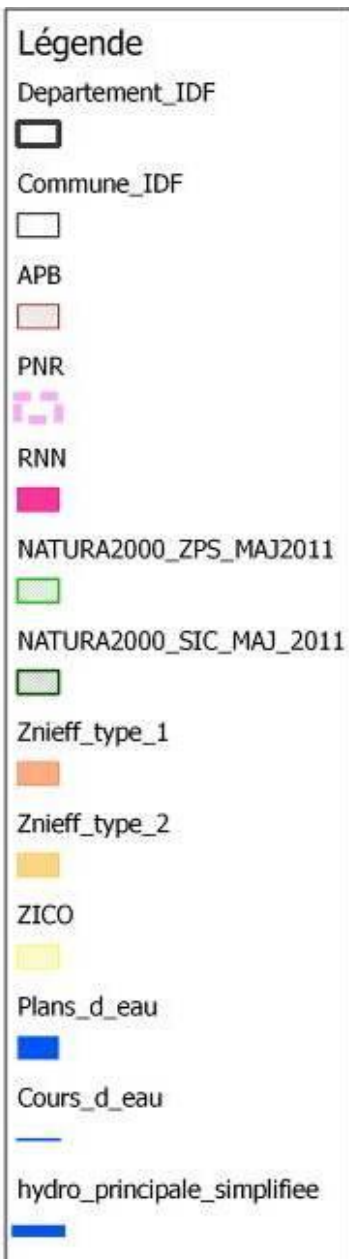 Légende
Departement_IDF
Commune_IDF
APB
PNR
RNN
NATURA2000_ZPS_MAJ2011
NATURA2000_SIC_MAJ_2011
Znieff_type_1
Znieff_type_2
ZICO
Plans_d_eau
Cours_d_eau
hydro_principale_simplifiee